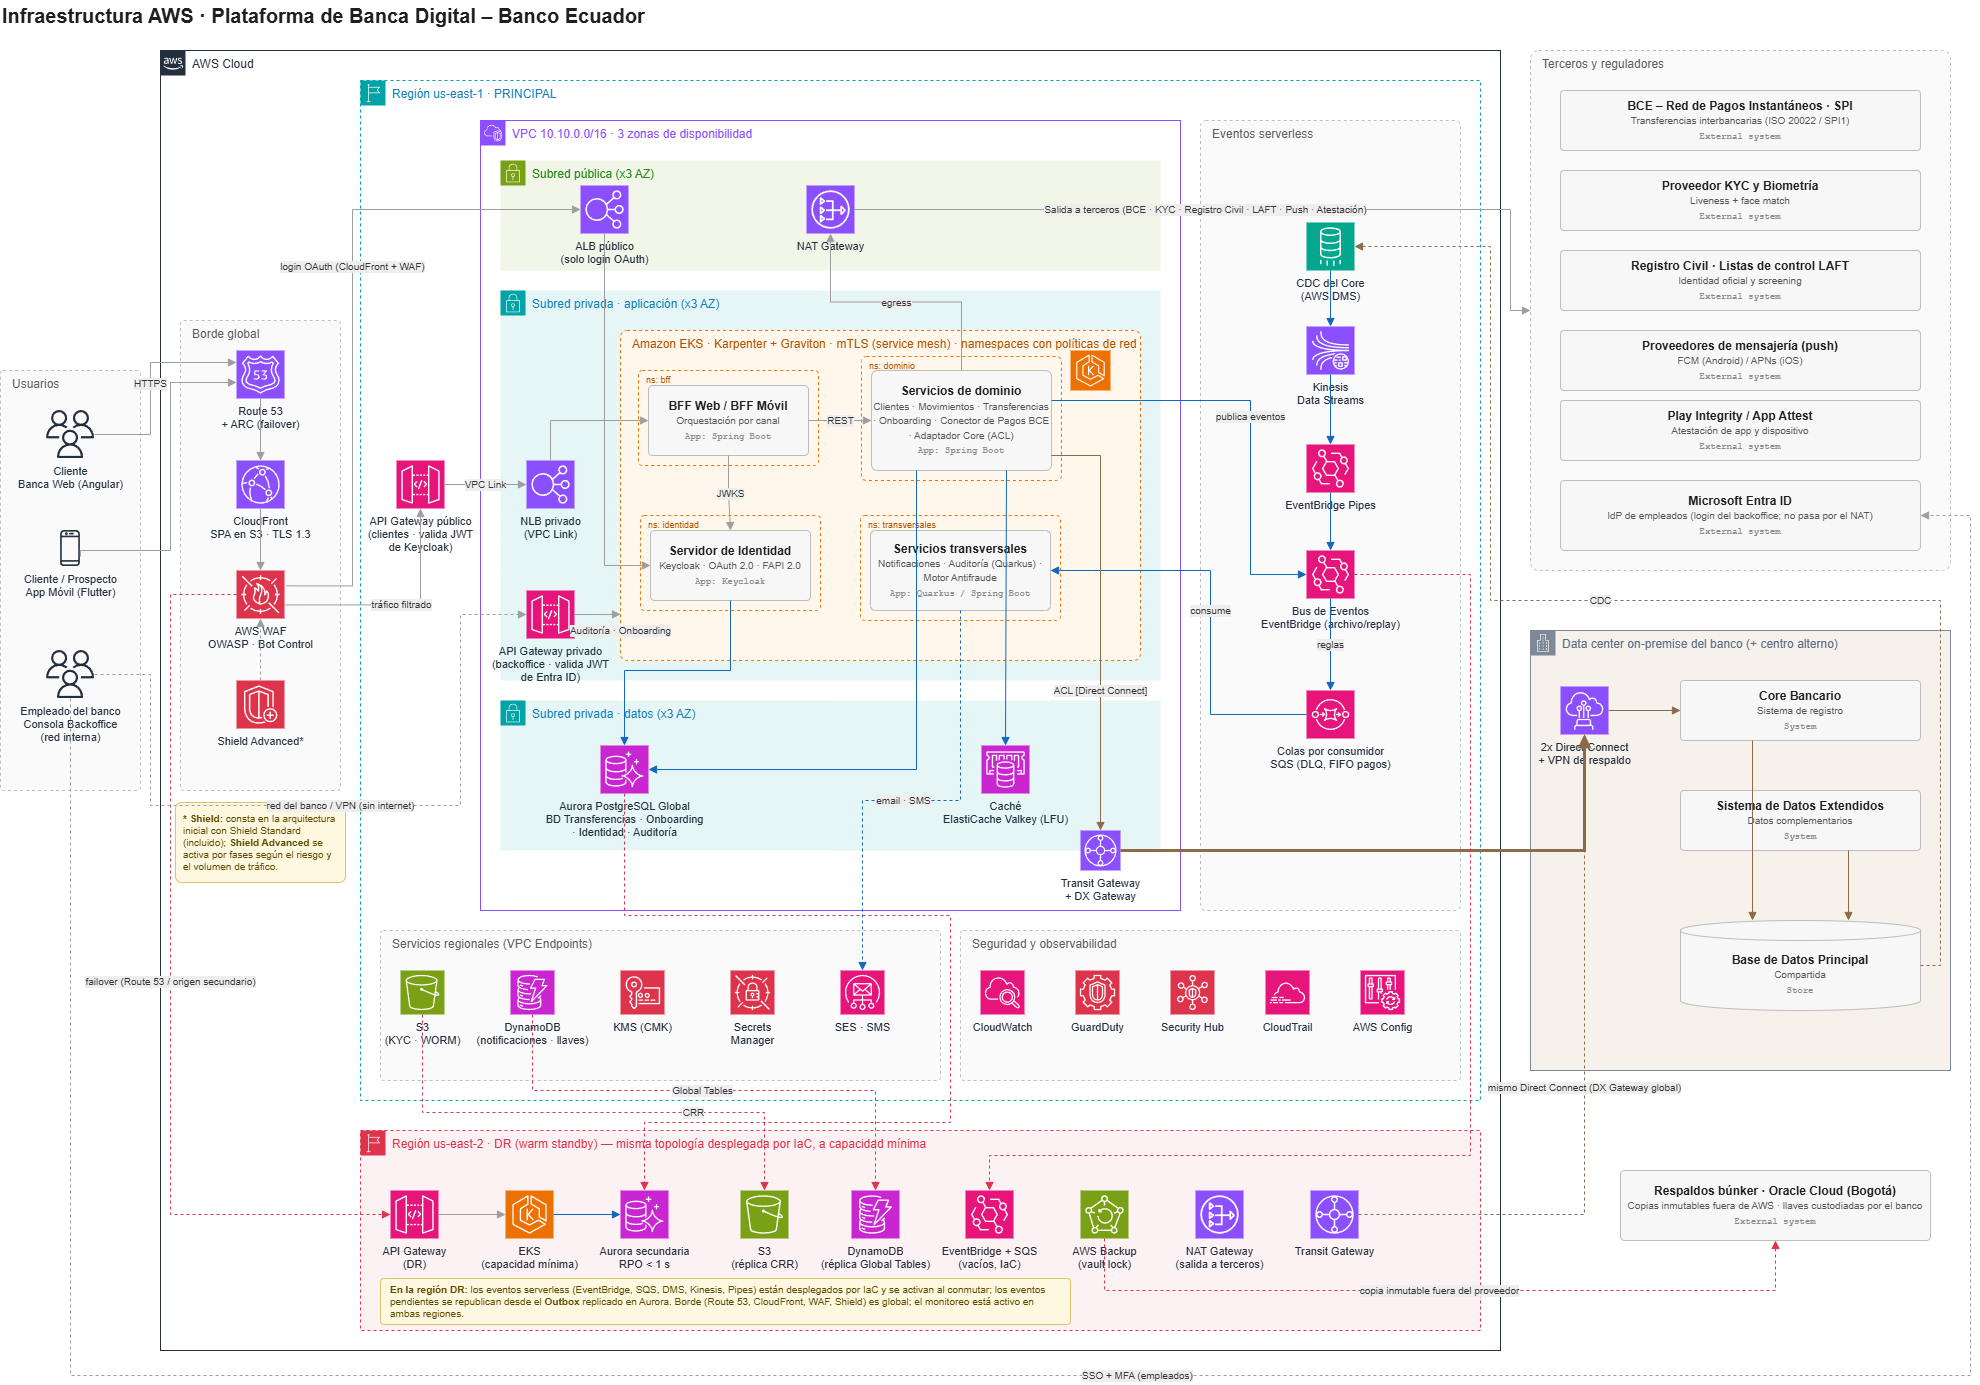 Infraestructura AWS · Plataforma de Banca Digital – Banco Ecuador
aws
AWS Cloud
Región us-east-1 · PRINCIPAL
VPC 10.10.0.0/16 · 3 zonas de disponibilidad
Subred pública (x3 AZ)
ALB público
(solo login OAuth)
NAT Gateway
Salida a terceros (BCE · KYC · Registro Civil · LAFT · Push · Atestación)
login OAuth (CloudFront + WAF)
Subred privada · aplicación (x3 AZ)
egress
Amazon EKS · Karpenter + Graviton · mTLS (service mesh) · namespaces con políticas de red
ns: bff
BFF Web / BFF Móvil
Orquestación por canal
App: Spring Boot
REST
ns: dominio
Servicios de dominio
Clientes · Movimientos · Transferencias
· Onboarding · Conector de Pagos BCE
· Adaptador Core (ACL)
App: Spring Boot
JWKS
ns: identidad
Servidor de Identidad
Keycloak · OAuth 2.0 · FAPI 2.0
App: Keycloak
ns: transversales
Servicios transversales
Notificaciones · Auditoría (Quarkus) ·
Motor Antifraude
App: Quarkus / Spring Boot
Usuarios
HTTPS
Cliente
Banca Web (Angular)
Cliente / Prospecto
App Móvil (Flutter)
Empleado del banco
Consola Backoffice
(red interna)
Borde global
53
Route 53
+ ARC (failover)
CloudFront
SPA en S3 · TLS 1.3
AWS WAF
OWASP · Bot Control
Shield Advanced*
* Shield: consta en la arquitectura
inicial con Shield Standard
(incluido); Shield Advanced se
activa por fases según el riesgo y
el volumen de tráfico.
red del banco / VPN (sin internet)
API Gateway público
(clientes · valida JWT
de Keycloak)
tráfico filtrado
VPC Link
NLB privado
(VPC Link)
API Gateway privado
(backoffice · valida JWT
de Entra ID)
Auditoría · Onboarding
Subred privada · datos (x3 AZ)
Aurora PostgreSQL Global
BD Transferencias · Onboarding
· Identidad · Auditoría
email · SMS
Caché
ElastiCache Valkey (LFU)
ACL [Direct Connect]
Transit Gateway
+ DX Gateway
Eventos serverless
CDC del Core
(AWS DMS)
Kinesis
Data Streams
publica eventos
EventBridge Pipes
Bus de Eventos
EventBridge (archivo/replay)
consume
reglas
Colas por consumidor
SQS (DLQ, FIFO pagos)
Terceros y reguladores
BCE – Red de Pagos Instantáneos · SPI
Transferencias interbancarias (ISO 20022 / SPI1)
External system
Proveedor KYC y Biometría
Liveness + face match
External system
Registro Civil · Listas de control LAFT
Identidad oficial y screening
External system
Proveedores de mensajería (push)
FCM (Android) / APNs (iOS)
External system
Play Integrity / App Attest
Atestación de app y dispositivo
External system
Microsoft Entra ID
IdP de empleados (login del backoffice; no pasa por el NAT)
External system
CDC
Data center on-premise del banco (+ centro alterno)
2x Direct Connect
+ VPN de respaldo
Core Bancario
Sistema de registro
System
Sistema de Datos Extendidos
Datos complementarios
System
Base de Datos Principal
Compartida
Store
mismo Direct Connect (DX Gateway global)
Servicios regionales (VPC Endpoints)
S3
(KYC · WORM)
DynamoDB
(notificaciones · llaves)
KMS (CMK)
Secrets
Manager
SES · SMS
Seguridad y observabilidad
CloudWatch
GuardDuty
Security Hub
CloudTrail
AWS Config
failover (Route 53 / origen secundario)
Global Tables
CRR
Región us-east-2 · DR (warm standby) — misma topología desplegada por IaC, a capacidad mínima
API Gateway
(DR)
EKS
(capacidad mínima)
Aurora secundaria
RPO < 1 s
S3
(réplica CRR)
DynamoDB
(réplica Global Tables)
EventBridge + SQS
(vacíos, IaC)
AWS Backup
(vault lock)
NAT Gateway
(salida a terceros)
Transit Gateway
En la región DR: los eventos serverless (EventBridge, SQS, DMS, Kinesis, Pipes) están desplegados por IaC y se activan al conmutar; los eventos
pendientes se republican desde el Outbox replicado en Aurora. Borde (Route 53, CloudFront, WAF, Shield) es global; el monitoreo está activo en
ambas regiones.
Respaldos búnker · Oracle Cloud (Bogotá)
Copias inmutables fuera de AWS · llaves custodiadas por el banco
External system
copia inmutable fuera del proveedor
SSO + MFA (empleados)